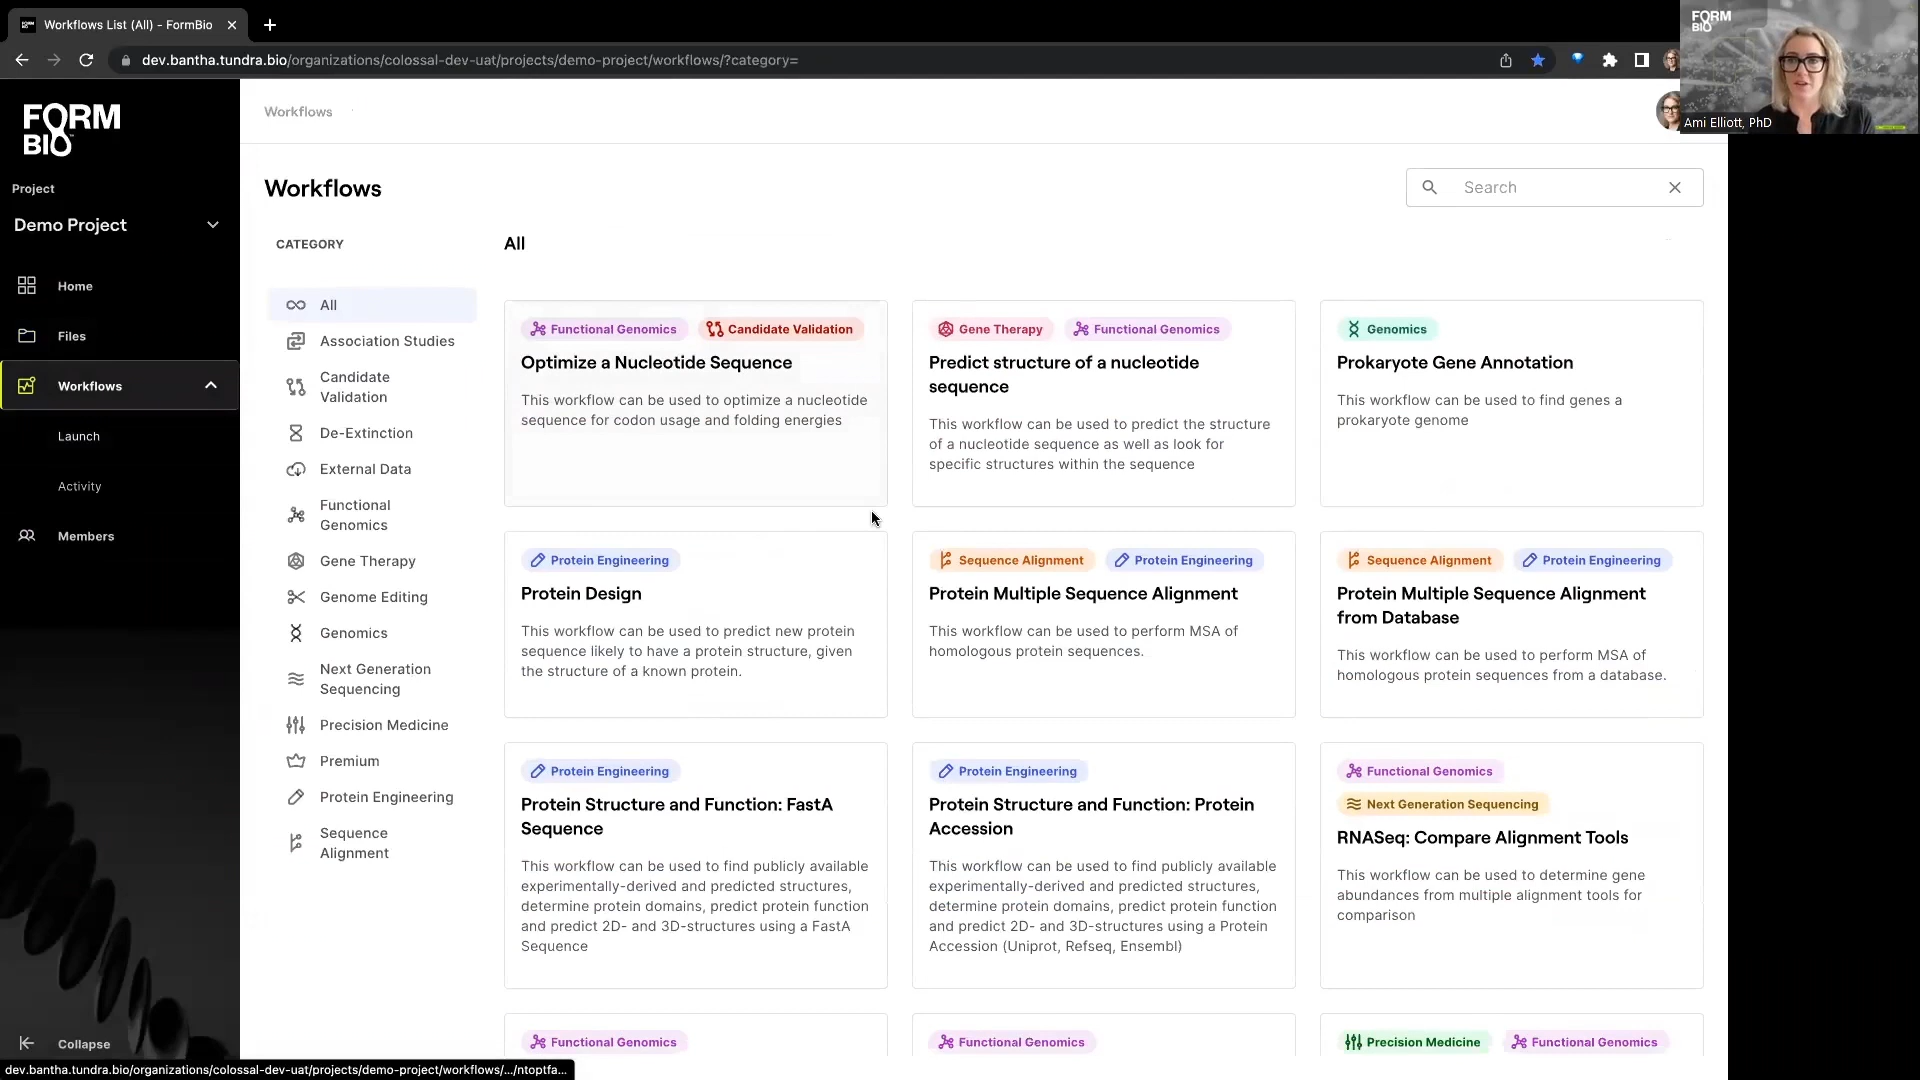 Workflows List (All) - FormBio
dev.bantha.tundra.bio/organizations/colossal-dev-uat/projects/demo-project/workflows/?category=
FORM
BIO
Ami Elliott, PhD
FORM
BIO
Project
Demo Project
Home
Files
Workflows
Launch
Activity
Members
Collapse
Workflows
Workflows
Search
CATEGORY
All
Association Studies
Candidate
Validation
De-Extinction
External Data
Functional
Genomics
Gene Therapy
Genome Editing
Genomics
Next Generation
Sequencing
Precision Medicine
Premium
Protein Engineering
Sequence
Alignment
All
Functional Genomics
Candidate Validation
Optimize a Nucleotide Sequence
This workflow can be used to optimize a nucleotide
sequence for codon usage and folding energies
Gene Therapy
Functional Genomics
Predict structure of a nucleotide
sequence
This workflow can be used to predict the structure
of a nucleotide sequence as well as look for
specific structures within the sequence
Genomics
Prokaryote Gene Annotation
This workflow can be used to find genes a
prokaryote genome
Protein Engineering
Protein Design
This workflow can be used to predict new protein
sequence likely to have a protein structure, given
the structure of a known protein.
Sequence Alignment
Protein Engineering
Protein Multiple Sequence Alignment
This workflow can be used to perform MSA of
homologous protein sequences.
Sequence Alignment
Protein Engineering
Protein Multiple Sequence Alignment
from Database
This workflow can be used to perform MSA of
homologous protein sequences from a database.
Protein Engineering
Protein Structure and Function: FastA
Sequence
This workflow can be used to find publicly available
experimentally-derived and predicted structures,
determine protein domains, predict protein function
and predict 2D- and 3D-structures using a FastA
Sequence
Protein Engineering
Protein Structure and Function: Protein
Accession
This workflow can be used to find publicly available
experimentally-derived and predicted structures,
determine protein domains, predict protein function
and predict 2D- and 3D-structures using a Protein
Accession (Uniprot, Refseq, Ensembl)
Functional Genomics
Next Generation Sequencing
RNASeq: Compare Alignment Tools
This workflow can be used to determine gene
abundances from multiple alignment tools for
comparison
Functional Genomics
Functional Genomics
Precision Medicine
Functional Genomics
dev.bantha.tundra.bio/organizations/colossal-dev-uat/projects/demo-project/workflows/.../ntoptfa...